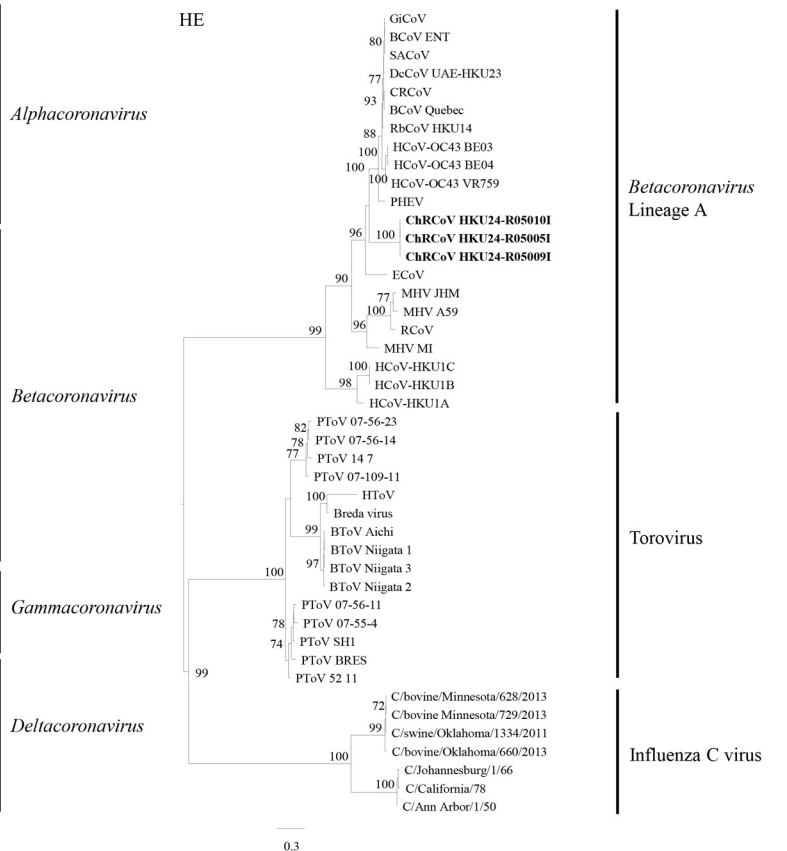 HE
Alphacoronavirus
Betacoronavirus
Gammacoronavirus
Deltacoronavirus
GiCoV
80
BCoV ENT
SACoV
77
DcCoV UAE-HKU23
93
CRCoV
BCoV Quebec
88
RbCoV HKU14
100
HCoV-OC43 BE03
100
HCoV-OC43 BE04
100
HCoV-OC43 VR759
PHEV
ChRCoV HKU24-R05010I
96
100
ChRCoV HKU24-R05005I
ChRCoV HKU24-R05009I
90
ECoV
77
MHV JHM
100
MHV A59
99
96
RCoV
MHV MI
100
HCoV-HKU1C
98
HCoV-HKU1B
HCoV-HKU1A
82
PToV 07-56-23
78
PToV 07-56-14
77
PToV 14 7
PToV 07-109-11
100
HToV
Breda virus
99
BToV Aichi
BToV Niigata 1
97
BToV Niigata 3
100
BToV Niigata 2
PToV 07-56-11
78
PToV 07-55-4
74
PToV SH1
PToV BRES
99
PToV 52 11
C/bovine/Minnesota/628/2013
72
C/bovine Minnesota/729/2013
99
C/swine/Oklahoma/1334/2011
C/bovine/Oklahoma/660/2013
100
C/Johannesburg/1/66
100
C/California/78
C/Ann Arbor/1/50
Betacoronavirus
Lineage A
Torovirus
Influenza C virus
0.3